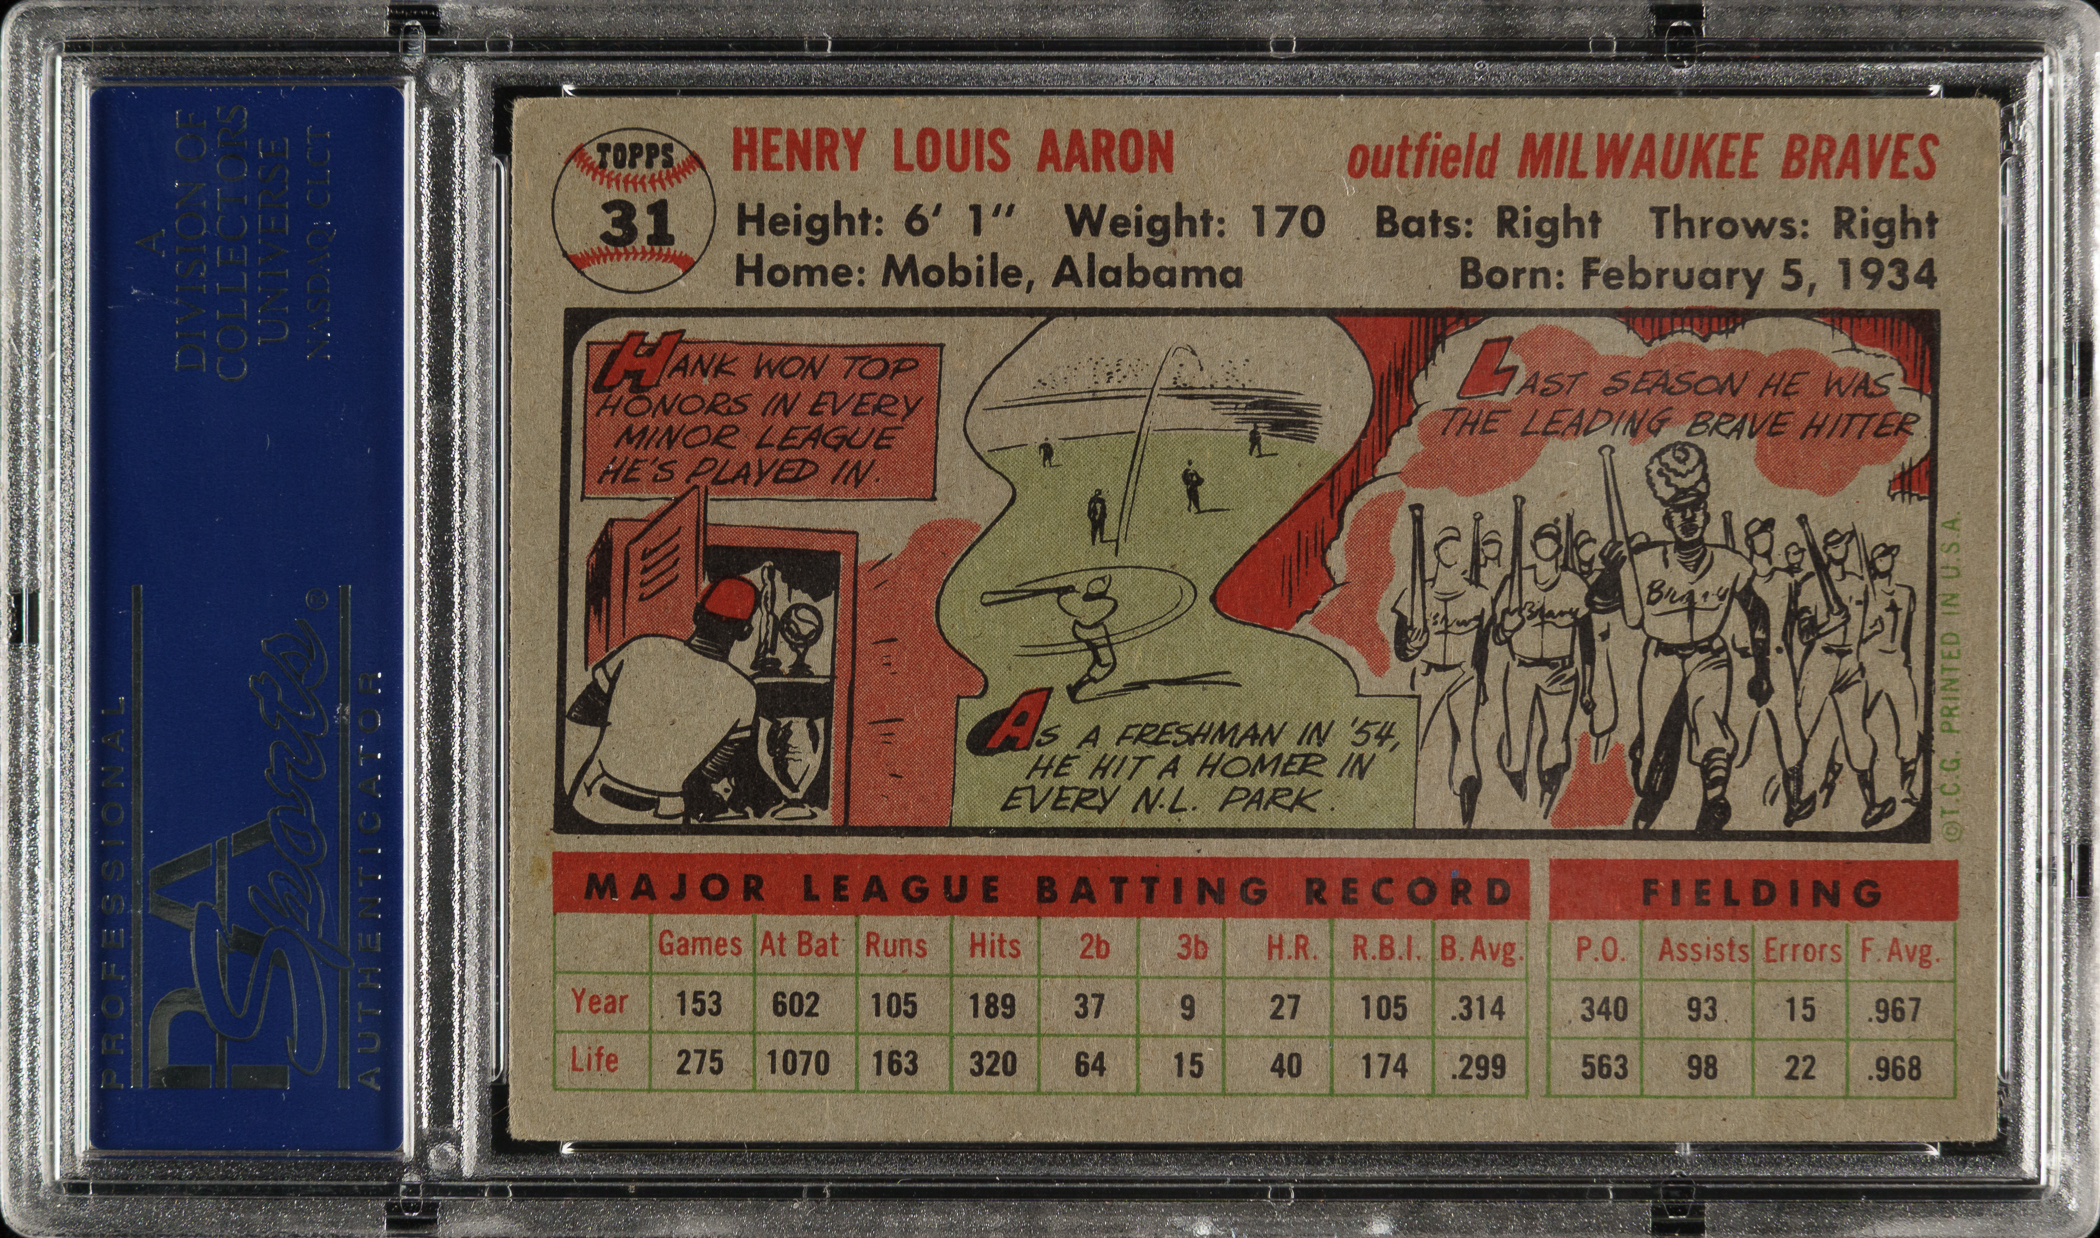 A
DIVISION OF
COLLECTORS
UNIVERSE
NASDAQ: CLCT
PROFESSIONAL
PSA
Sports®
AUTHENTICATOR
TOPPS
31
HENRY LOUIS AARON outfield MILWAUKEE BRAVES
Height: 6' 1" Weight: 170 Bats: Right Throws: Right
Home: Mobile, Alabama Born: February 5, 1934
HANK WON TOP
HONORS IN EVERY
MINOR LEAGUE
HE'S PLAYED IN.
AS A FRESHMAN IN '54,
HE HIT A HOMER IN
EVERY N.L. PARK.
LAST SEASON HE WAS
THE LEADING BRAVE HITTER
Braves
©T.C.G. PRINTED IN U.S.A.
MAJOR LEAGUE BATTING RECORD FIELDING
Games At Bat Runs Hits 2b 3b H.R. R.B.I. B. Avg. P.O. Assists Errors F. Avg.
Year 153 602 105 189 37 9 27 105 .314 340 93 15 .967
Life 275 1070 163 320 64 15 40 174 .299 563 98 22 .968